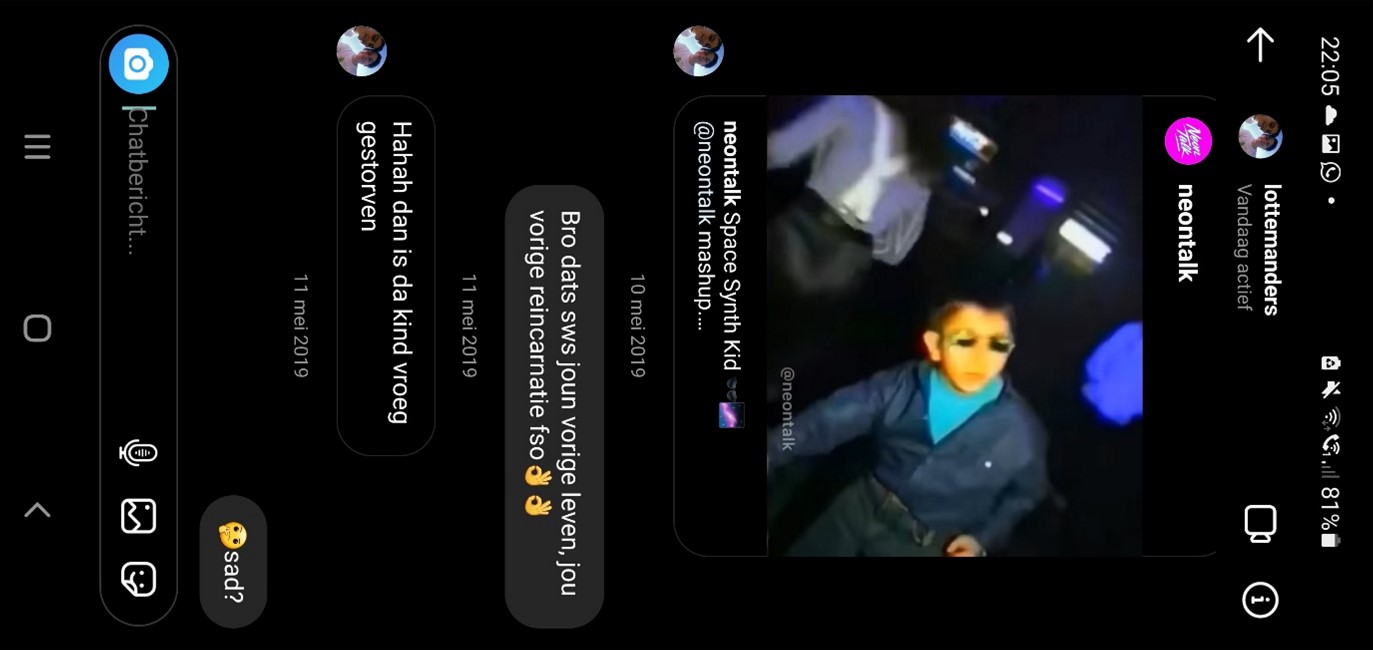 22:05
81%
lottemanders
Vandaag actief
Neon Talk
neontalk
@neontalk
neontalk Space Synth Kid 🕶️🌌
@neontalk mashup....
10 mei 2019
Bro dats sws joun vorige leven, jou
vorige reincarnatie fso👌👌
11 mei 2019
Hahah dan is da kind vroeg
gestorven
11 mei 2019
🤔sad?
Chatbericht...